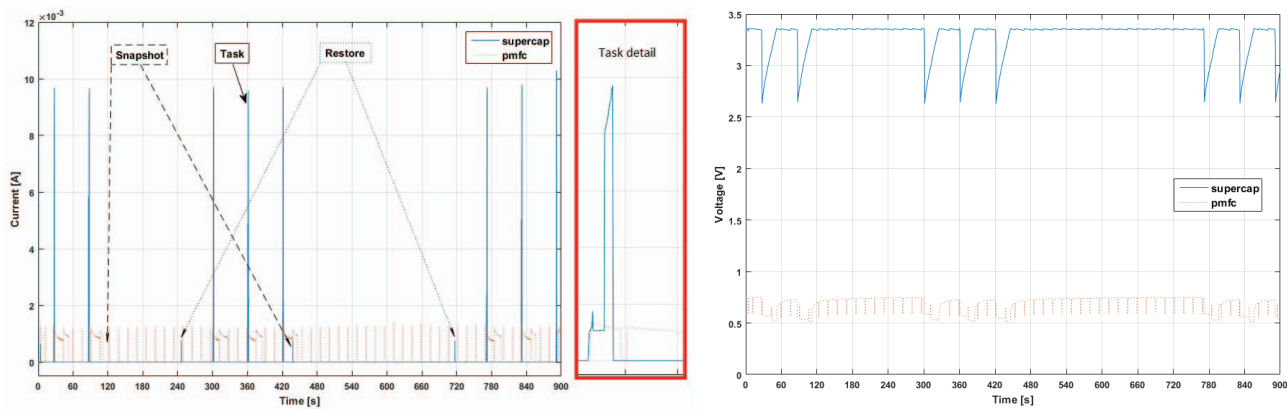 ×10⁻³
12
10
8
6
4
2
0
Current [A]
supercap
pmfc
Snapshot
Task
Restore
0 60 120 180 240 300 360 420 480 540 600 660 720 780 840 900
Time [s]
Task detail
3.5
3
2.5
2
1.5
1
0.5
0
Voltage [V]
supercap
pmfc
0 60 120 180 240 300 360 420 480 540 600 660 720 780 840 900
Time [s]